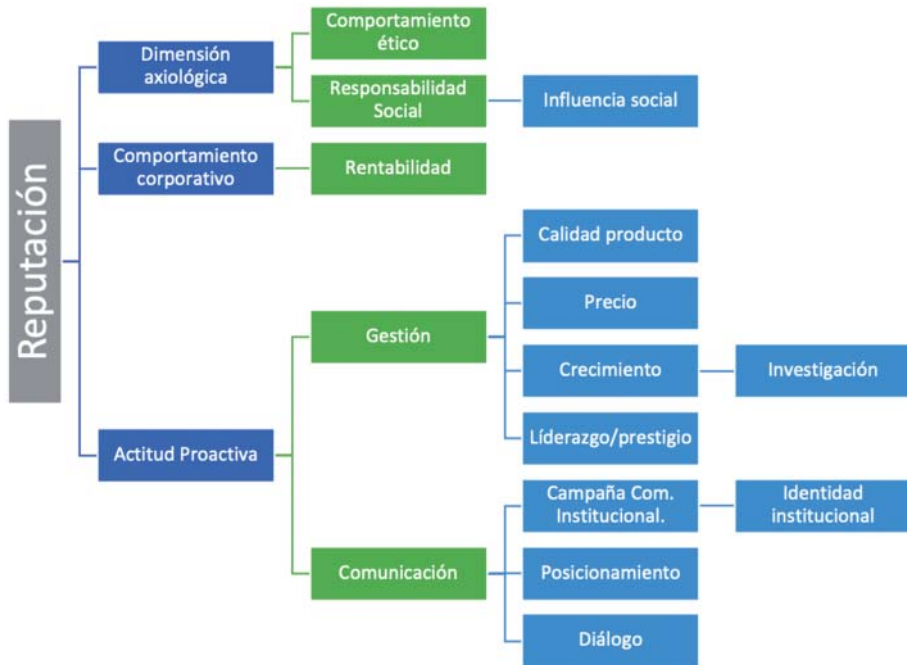 Reputación
Dimensión
axiológica
Comportamiento
ético
Responsabilidad
Social
Influencia social
Comportamiento
corporativo
Rentabilidad
Actitud Proactiva
Gestión
Calidad producto
Precio
Crecimiento
Investigación
Líderazgo/prestigio
Comunicación
Campaña Com.
Institucional.
Identidad
institucional
Posicionamiento
Diálogo